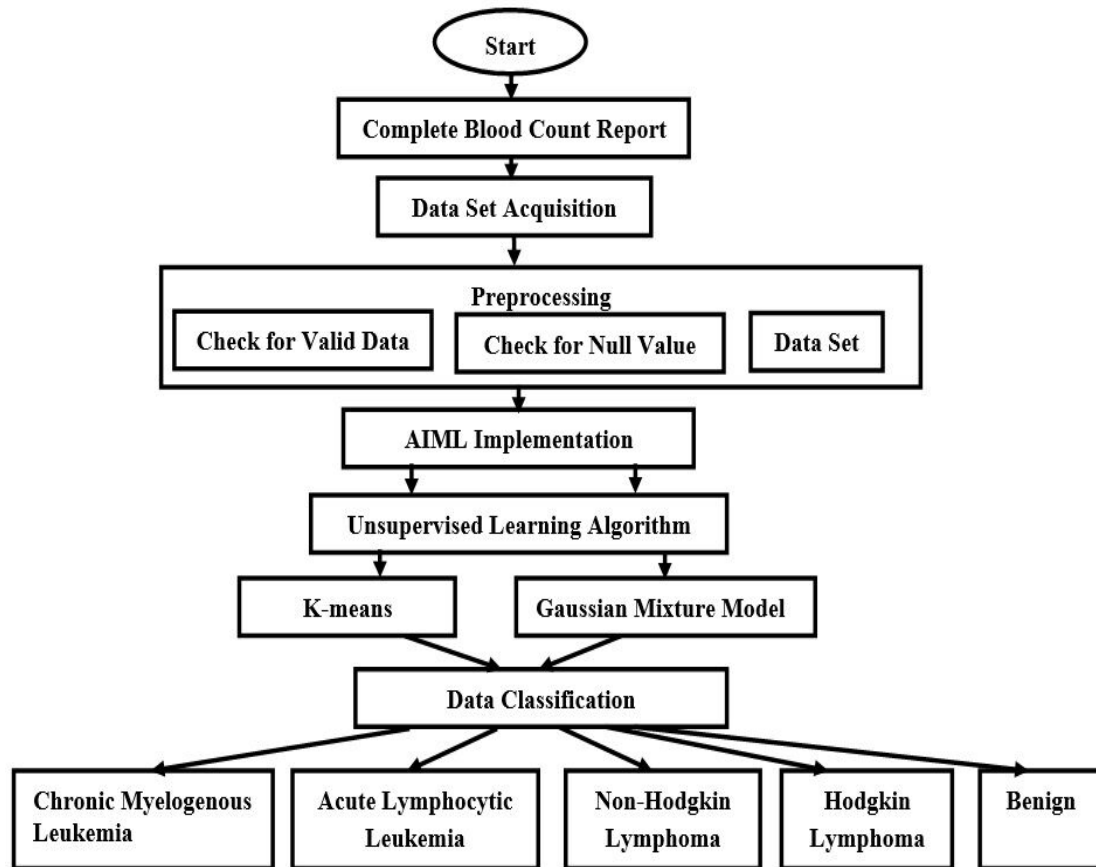 Start
Complete Blood Count Report
Data Set Acquisition
Preprocessing
Check for Valid Data
Check for Null Value
Data Set
AIML Implementation
Unsupervised Learning Algorithm
K-means
Gaussian Mixture Model
Data Classification
Chronic Myelogenous
Leukemia
Acute Lymphocytic
Leukemia
Non-Hodgkin
Lymphoma
Hodgkin
Lymphoma
Benign